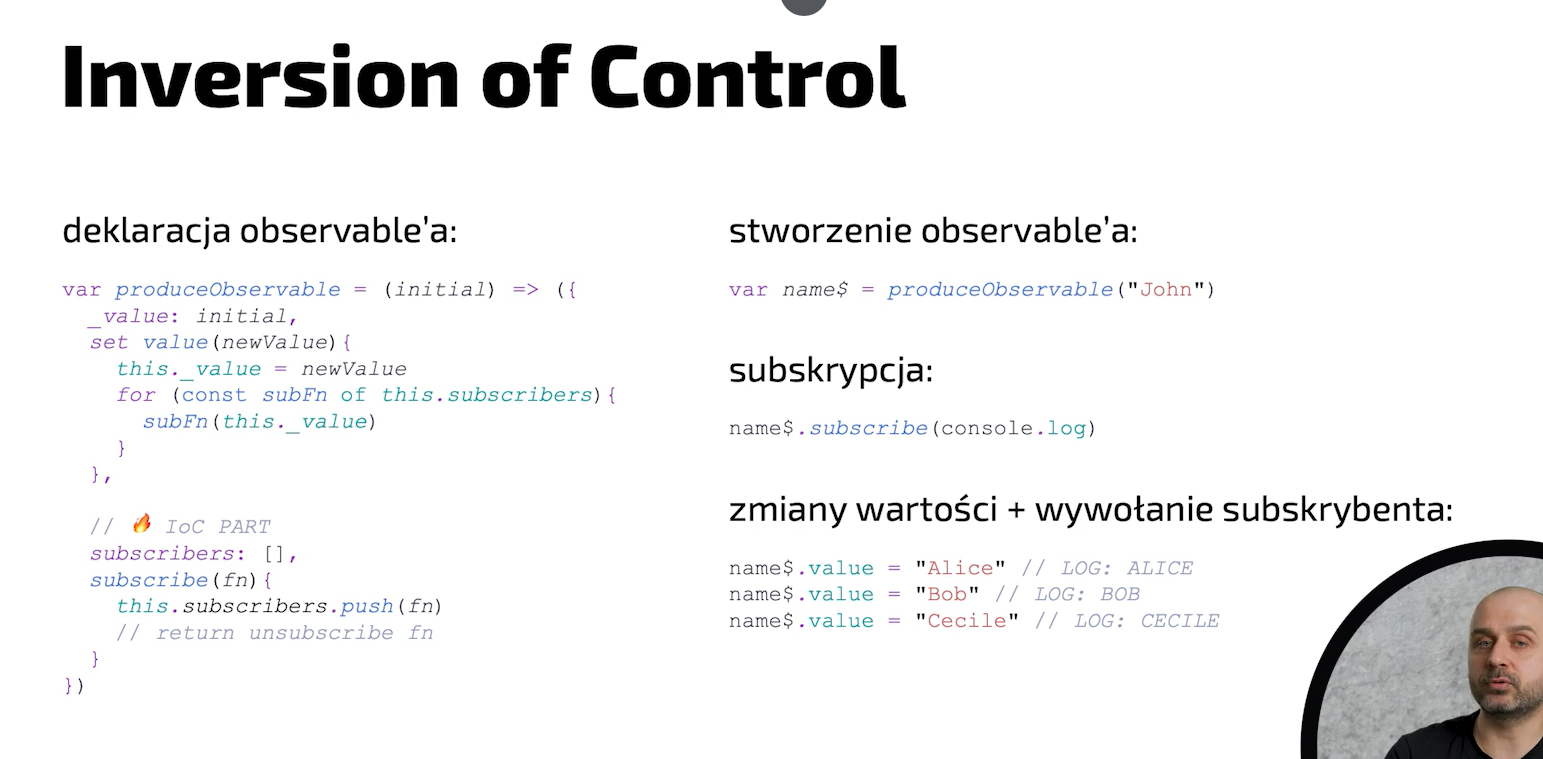 Inversion of Control
deklaracja observable’a:
var produceObservable = (initial) => ({
  _value: initial,
  set value(newValue){
    this._value = newValue
    for (const subFn of this.subscribers){
      subFn(this._value)
    }
  },
  // 🔥 IoC PART
  subscribers: [],
  subscribe(fn){
    this.subscribers.push(fn)
    // return unsubscribe fn
  }
})
stworzenie observable’a:
var name$ = produceObservable("John")
subskrypcja:
name$.subscribe(console.log)
zmiany wartości + wywołanie subskrybenta:
name$.value = "Alice" // LOG: ALICE
name$.value = "Bob" // LOG: BOB
name$.value = "Cecile" // LOG: CECILE